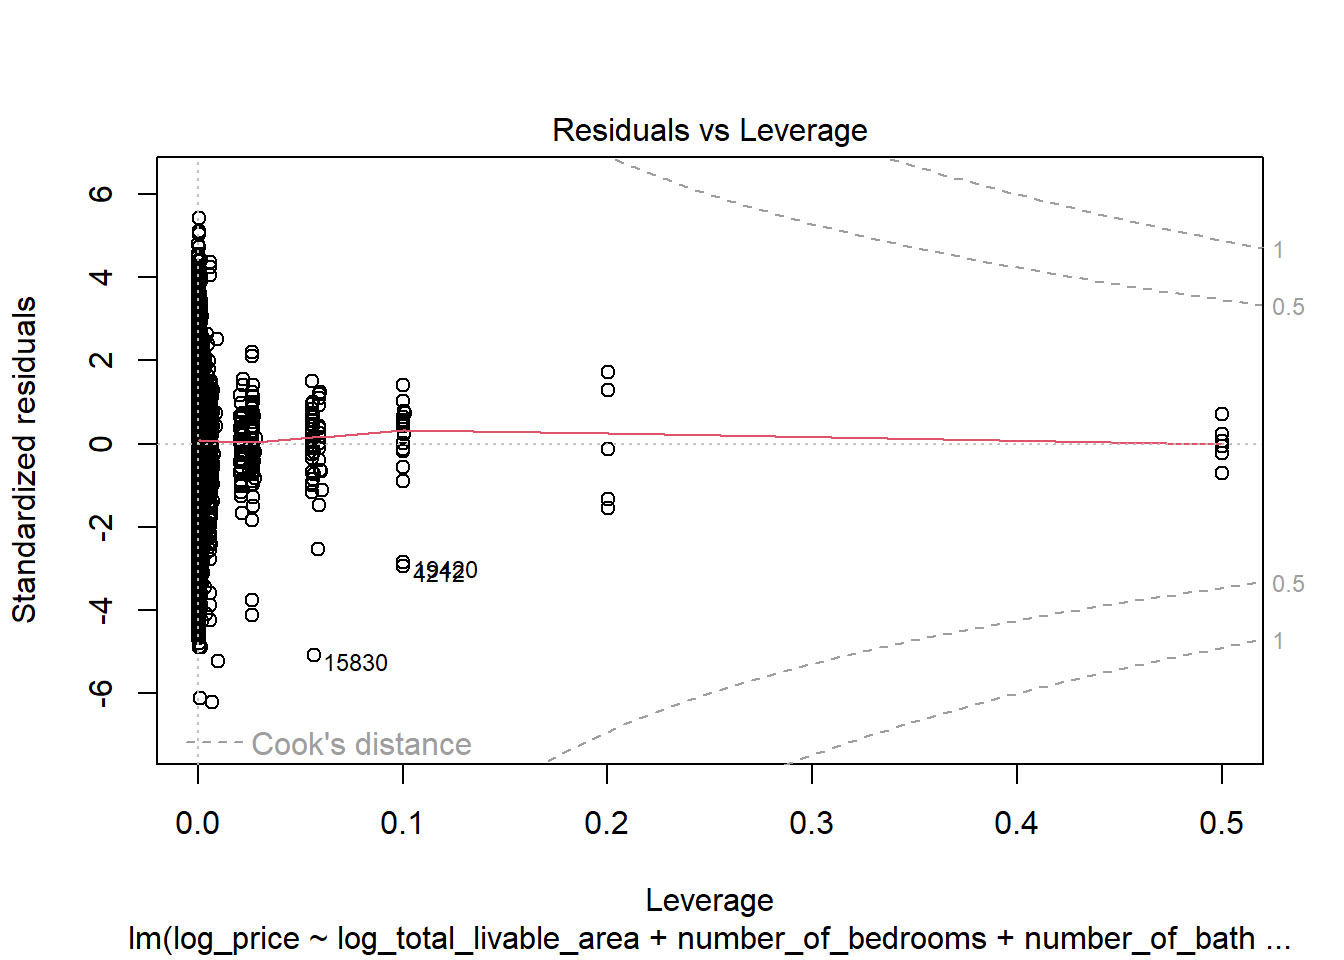 Residuals vs Leverage
Standardized residuals
6
4
2
0
-2
-4
-6
1
0.5
0.5
1
19420
4212
15830
Cook's distance
0.0 0.1 0.2 0.3 0.4 0.5
Leverage
lm(log_price ~ log_total_livable_area + number_of_bedrooms + number_of_bath ...